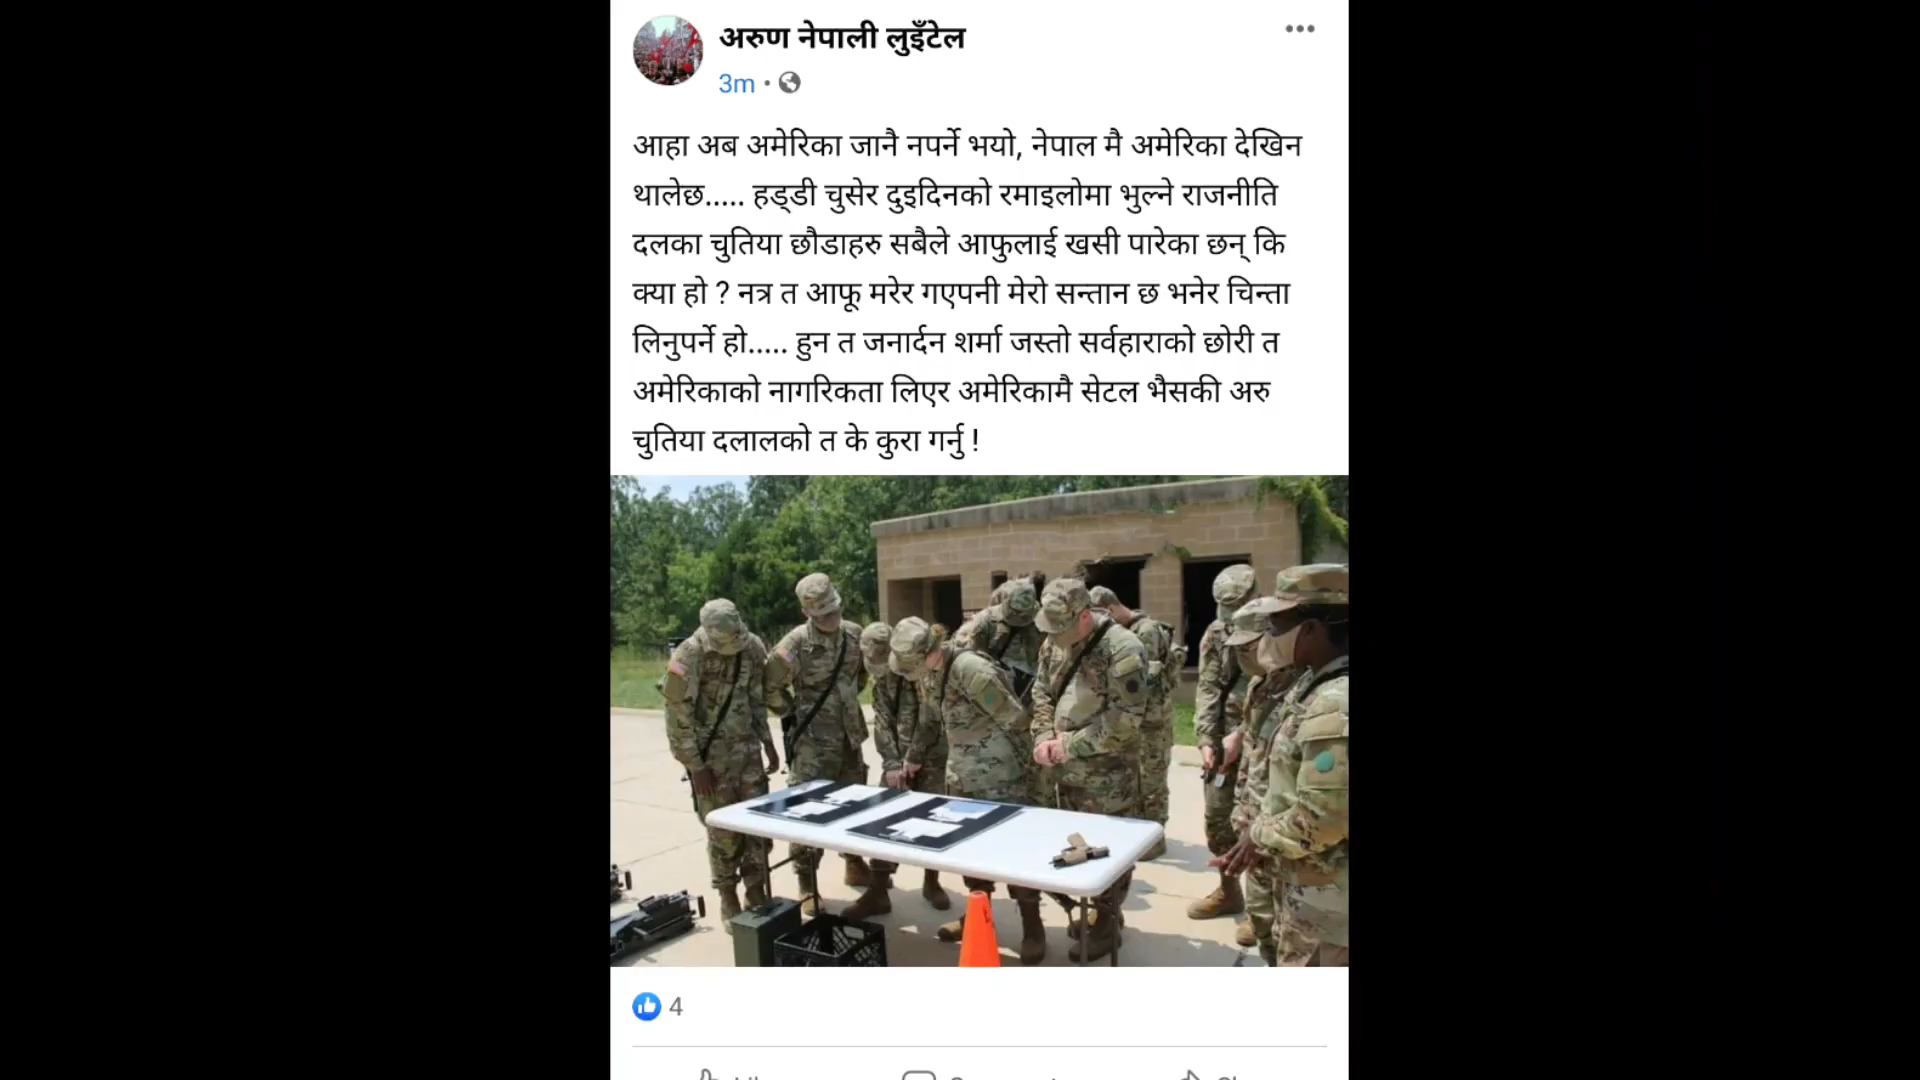 अरुण नेपाली लुइँटेल
3m
आहा अब अमेरिका जानै नपर्ने भयो, नेपाल मै अमेरिका देखिन
थालेछ..... हड्डी चुसेर दुइदिनको रमाइलोमा भुल्ने राजनीति
दलका चुतिया छौडाहरु सबैले आफुलाई खसी पारेका छन् कि
क्या हो ? नत्र त आफू मरेर गएपनी मेरो सन्तान छ भनेर चिन्ता
लिनुपर्ने हो..... हुन त जनार्दन शर्मा जस्तो सर्वहाराको छोरी त
अमेरिकाको नागरिकता लिएर अमेरिकामै सेटल भैसकी अरु
चुतिया दलालको त के कुरा गर्नु !
4